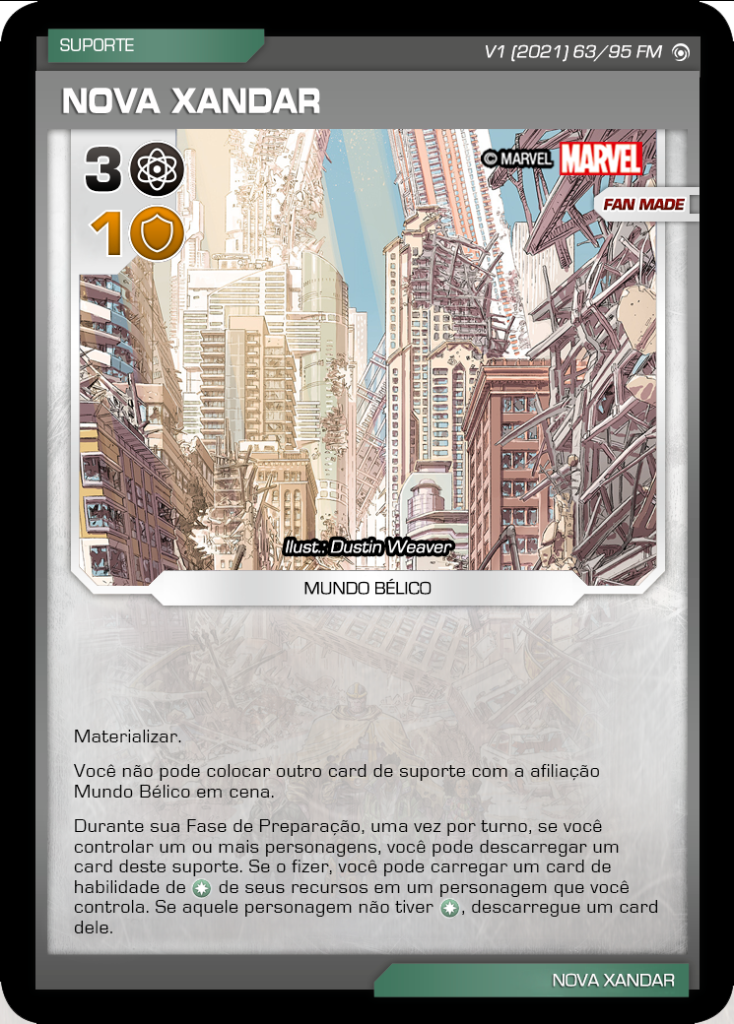 SUPORTE
V1 (2021) 63/95 FM
NOVA XANDAR
3
© MARVEL MARVEL
FAN MADE
1
Ilust.: Dustin Weaver
MUNDO BÉLICO
Materializar.
Você não pode colocar outro card de suporte com a afiliação
Mundo Bélico em cena.
Durante sua Fase de Preparação, uma vez por turno, se você
controlar um ou mais personagens, você pode descarregar um
card deste suporte. Se o fizer, você pode carregar um card de
habilidade de de seus recursos em um personagem que você
controla. Se aquele personagem não tiver , descarregue um card
dele.
NOVA XANDAR